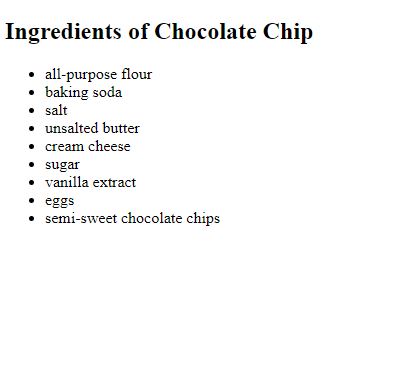 Ingredients of Chocolate Chip
all-purpose flour
baking soda
salt
unsalted butter
cream cheese
sugar
vanilla extract
eggs
semi-sweet chocolate chips